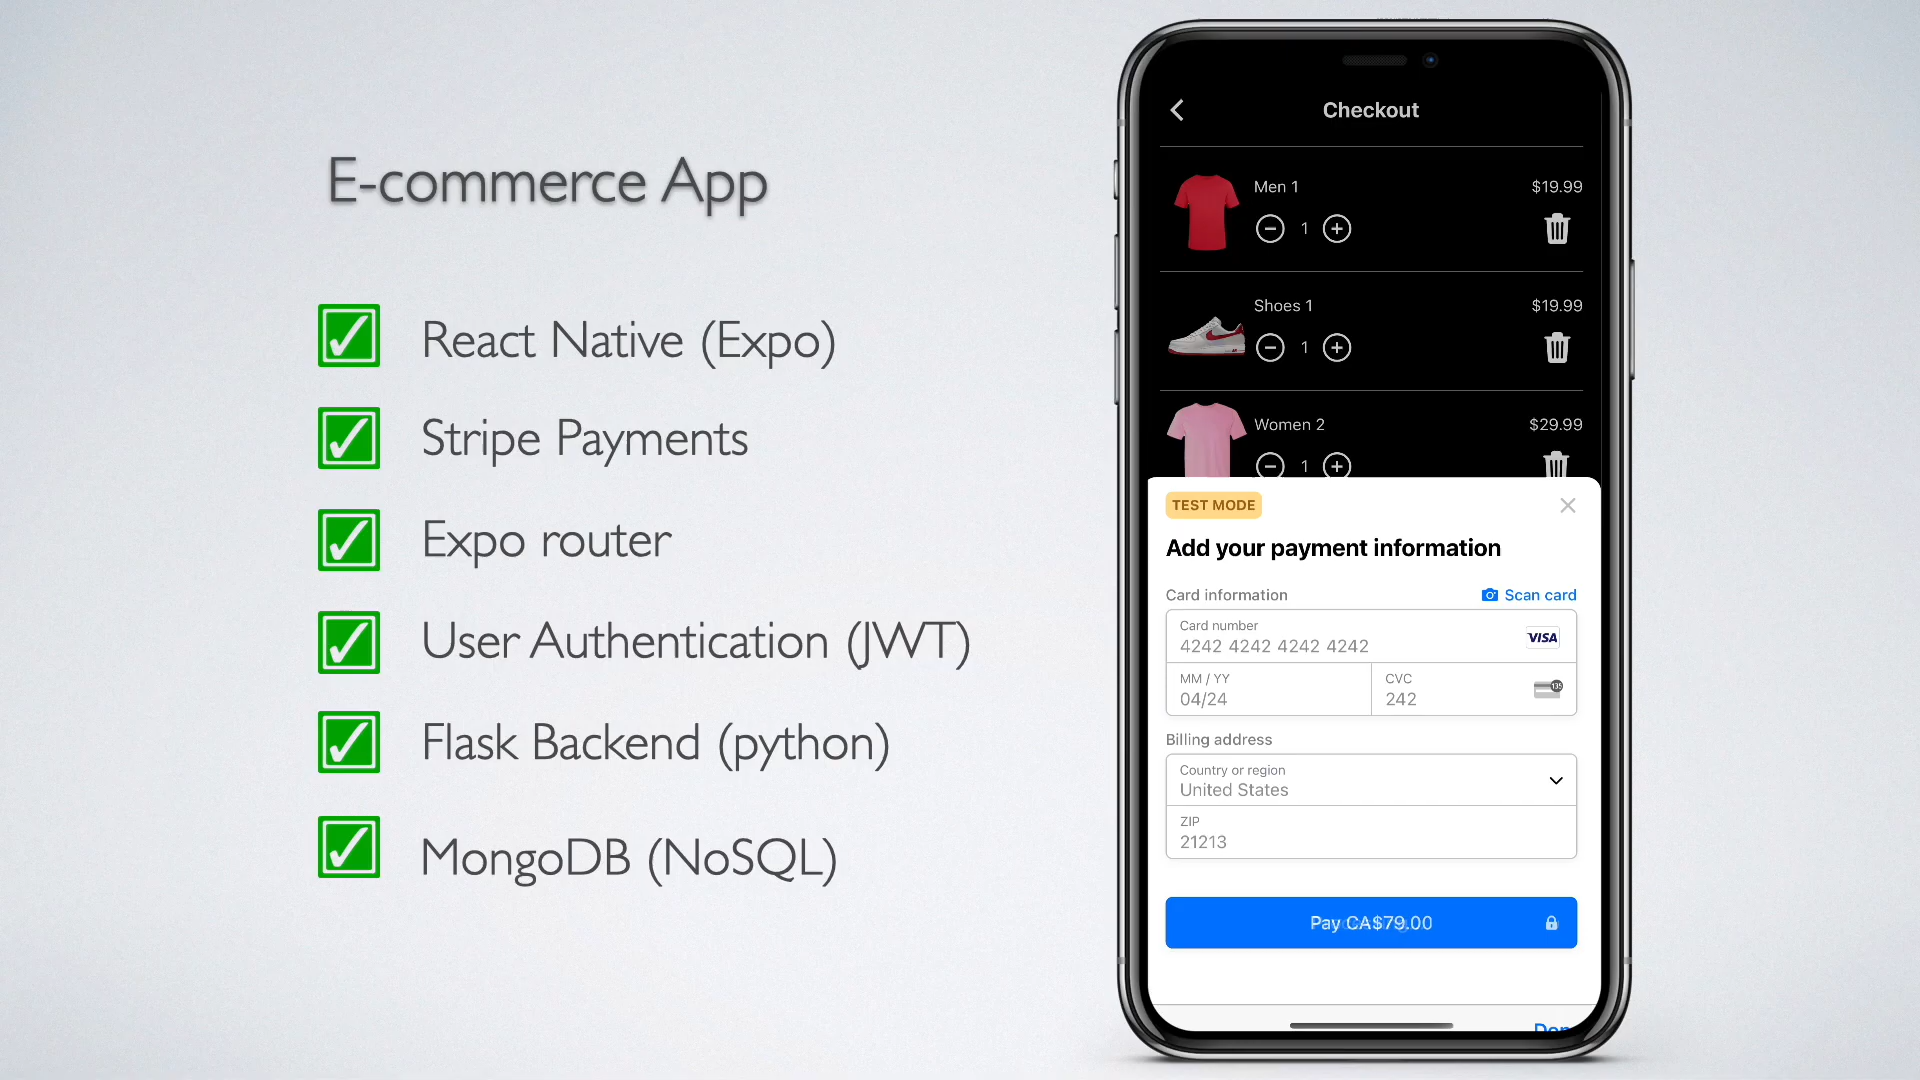 E-commerce App
React Native (Expo)
Stripe Payments
Expo router
User Authentication (JWT)
Flask Backend (python)
MongoDB (NoSQL)
Checkout
Men 1 $19.99
1
Shoes 1 $19.99
1
Women 2 $29.99
1
TEST MODE
Add your payment information
Card information Scan card
Card number
4242 4242 4242 4242 VISA
MM / YY CVC
04/24 242
135
Billing address
Country or region
United States
ZIP
21213
Pay CA$79.00